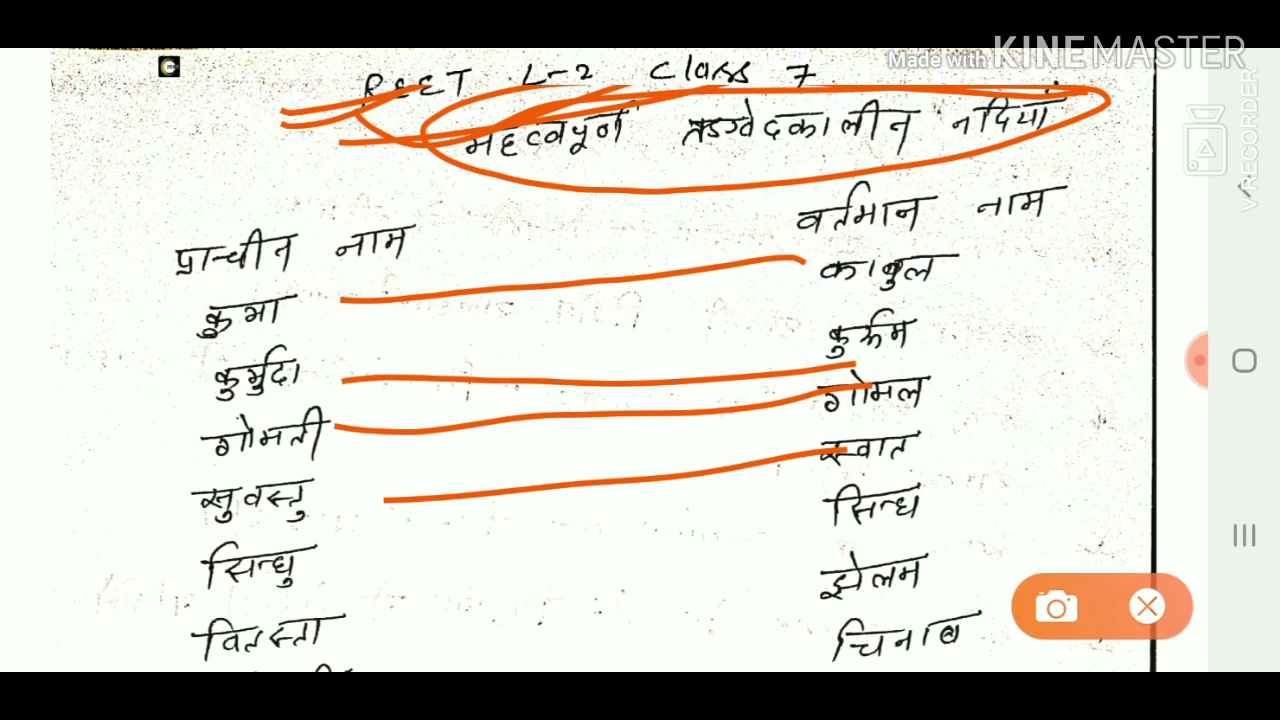 Made with KINEMASTER
REET L-2 Class 7
महत्वपूर्ण ऋग्वेदकालीन नदियां
प्राचीन नाम वर्तमान नाम
कुभा काबुल
कुर्मुदा कुर्रम
गोमती गोमल
सुवस्तु स्वात
सिन्धु सिन्ध
वितस्ता झेलम
चिनाब
VRECORDER